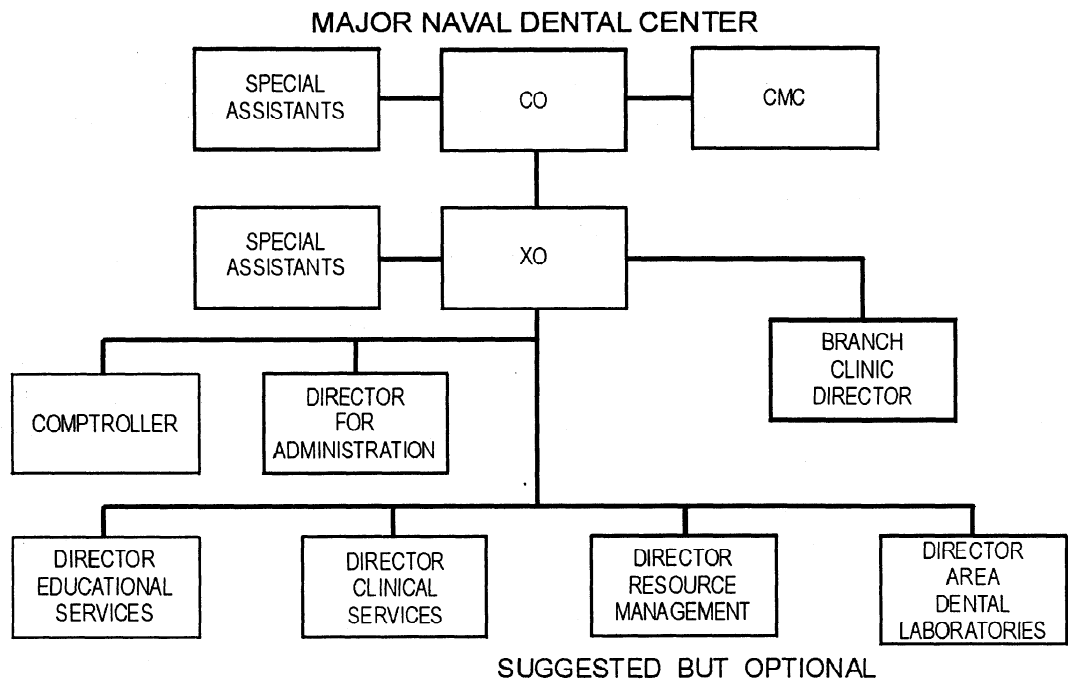 MAJOR NAVAL DENTAL CENTER
SPECIAL
ASSISTANTS
CO
CMC
SPECIAL
ASSISTANTS
XO
BRANCH
CLINIC
DIRECTOR
COMPTROLLER
DIRECTOR
FOR
ADMINISTRATION
DIRECTOR
EDUCATIONAL
SERVICES
DIRECTOR
CLINICAL
SERVICES
DIRECTOR
RESOURCE
MANAGEMENT
DIRECTOR
AREA
DENTAL
LABORATORIES
SUGGESTED BUT OPTIONAL